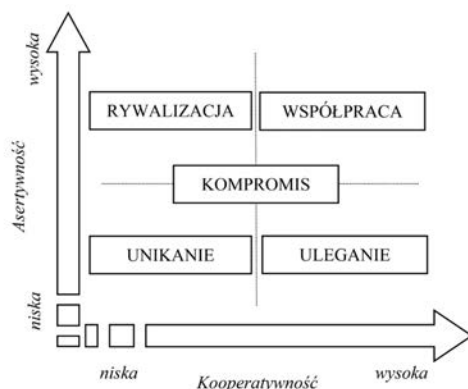 wysoka
RYWALIZACJA
WSPÓŁPRACA
Asertywność
KOMPROMIS
UNIKANIE
ULEGANIE
niska
niska
wysoka
Kooperatywność